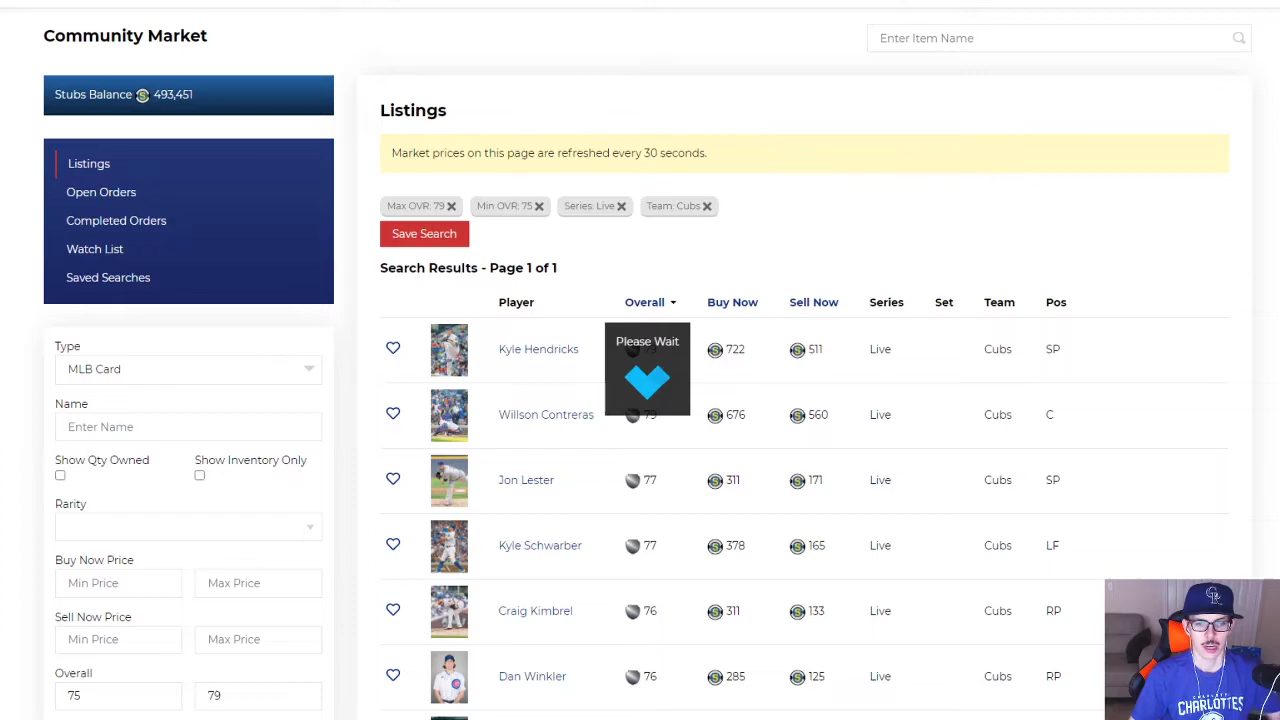 Community Market
Enter Item Name
Stubs Balance 493,451
Listings
Open Orders
Completed Orders
Watch List
Saved Searches
Type
MLB Card
Name
Enter Name
Show Qty Owned Show Inventory Only
Rarity
Buy Now Price
Min Price Max Price
Sell Now Price
Min Price Max Price
Overall
75 79
Listings
Market prices on this page are refreshed every 30 seconds.
Max OVR: 79 Min OVR: 75 Series: Live Team: Cubs
Save Search
Search Results - Page 1 of 1
Player Overall Buy Now Sell Now Series Set Team Pos
Please Wait
Kyle Hendricks 722 511 Live Cubs SP
Willson Contreras 79 676 560 Live Cubs C
Jon Lester 77 311 171 Live Cubs SP
Kyle Schwarber 77 378 165 Live Cubs LF
Craig Kimbrel 76 311 133 Live Cubs RP
Dan Winkler 76 285 125 Live Cubs RP
CHARLOTTES